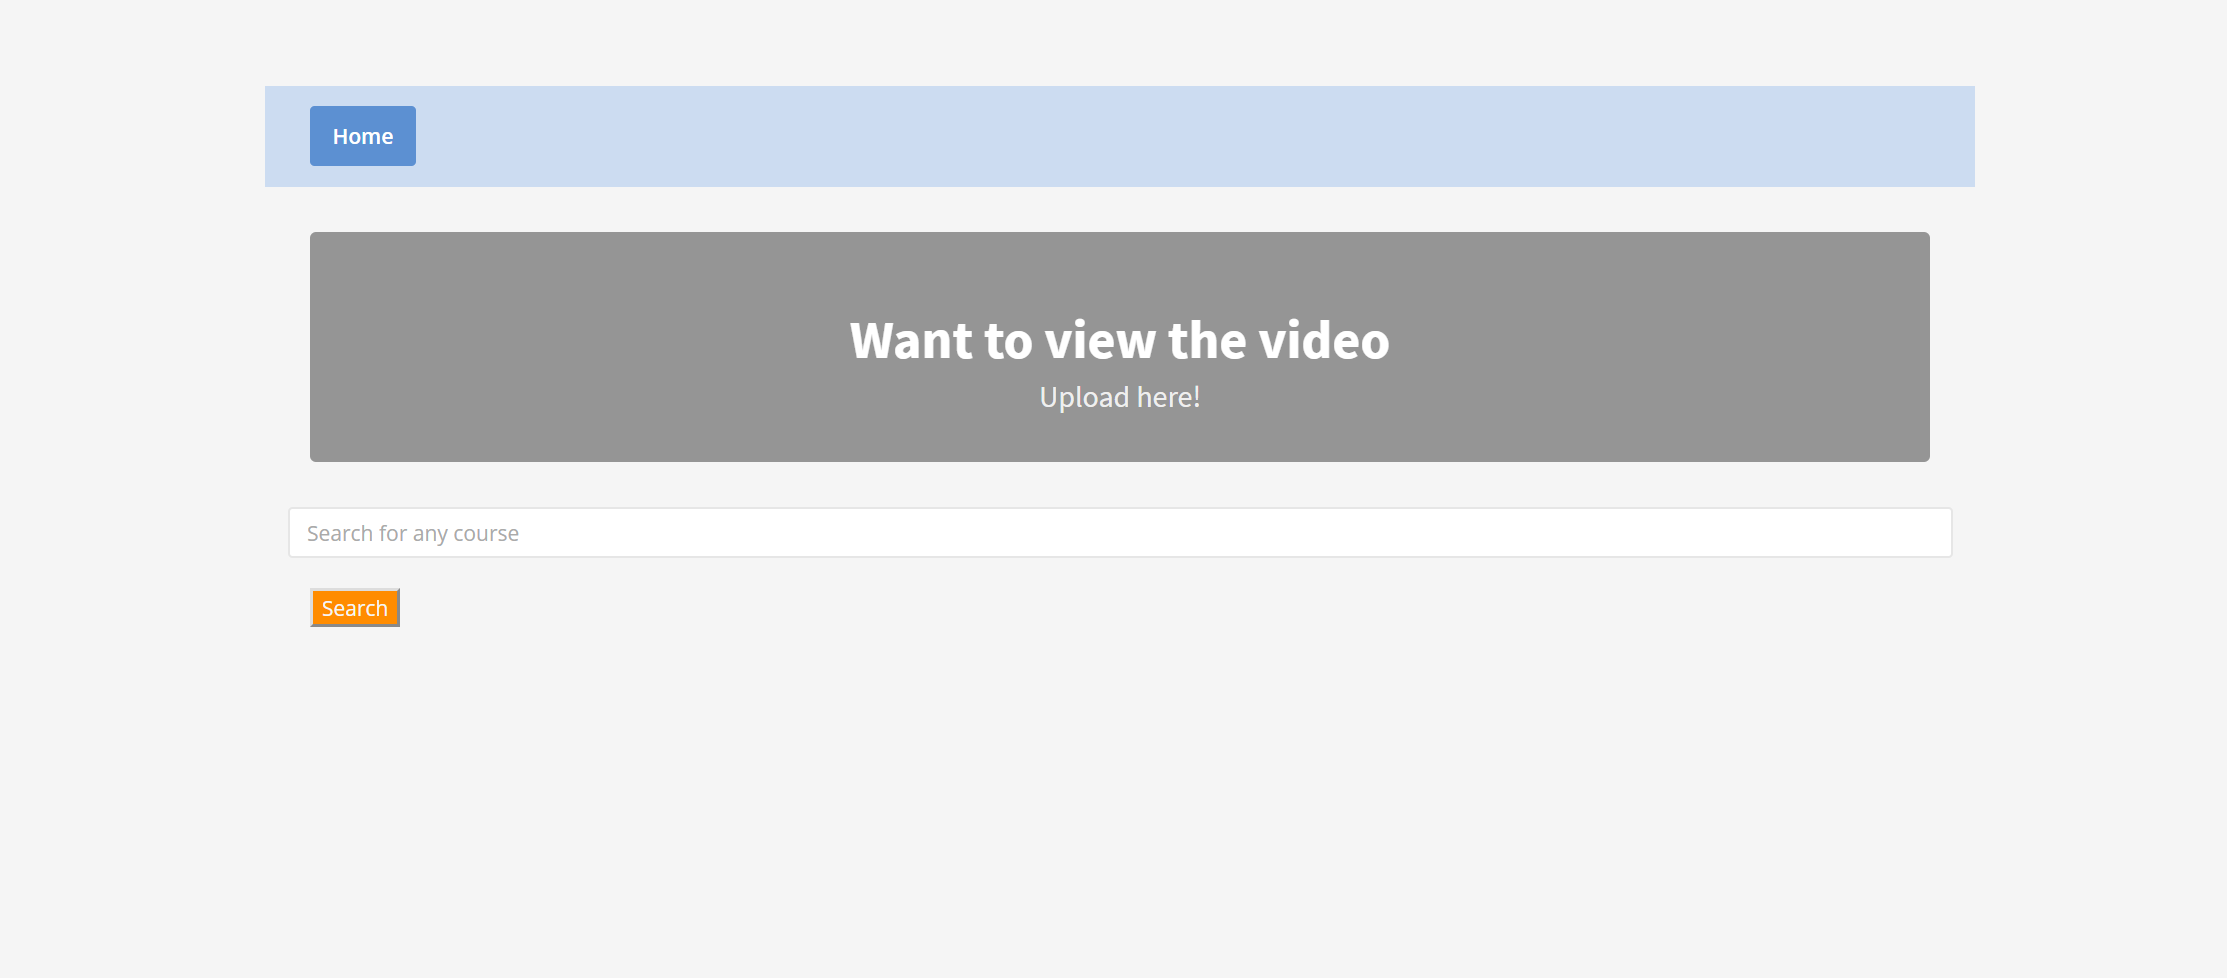 Home
Want to view the video
Upload here!
Search for any course
Search